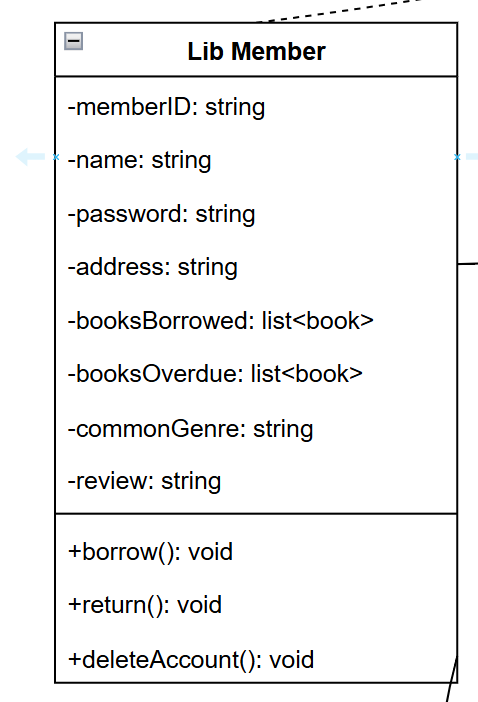 Lib Member
-memberID: string
-name: string
-password: string
-address: string
-booksBorrowed: list<book>
-booksOverdue: list<book>
-commonGenre: string
-review: string
+borrow(): void
+return(): void
+deleteAccount(): void